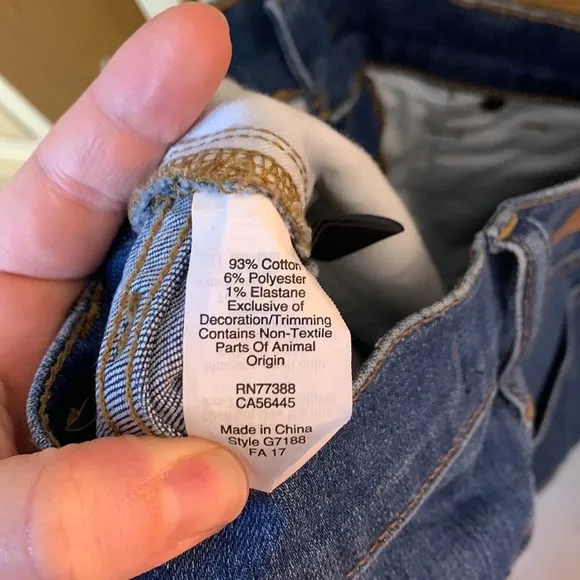 93% Cotton
6% Polyester
1% Elastane
Exclusive of
Decoration/Trimming
Contains Non-Textile
Parts Of Animal
Origin
RN77388
CA56445
Made in China
Style G7188
FA 17